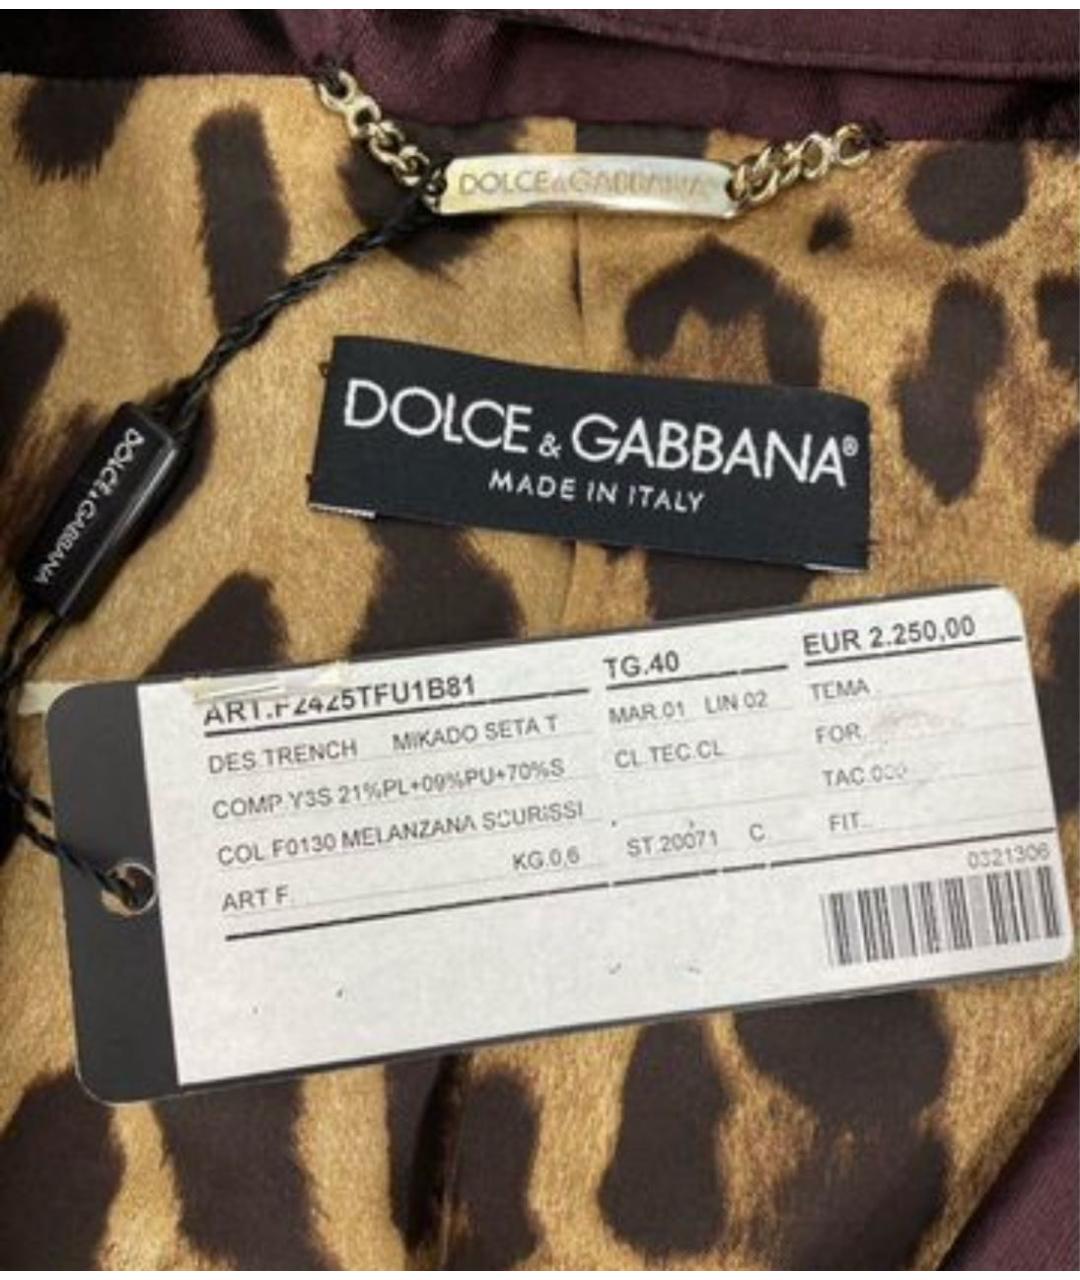 DOLCE&GABBANA
DOLCE & GABBANA®
MADE IN ITALY
DOLCE&GABBANA
ART.F2425TFU1B81 TG.40 EUR 2.250,00
DES TRENCH MIKADO SETA T MAR.01 LIN 02 TEMA
COMP Y3S 21%PL+09%PU+70%S CL.TEC.CL FOR.
COL F0130 MELANZANA SCURISSI TAC.020
ART F. KG.0,6 ST.20071 C FIT.
0321306